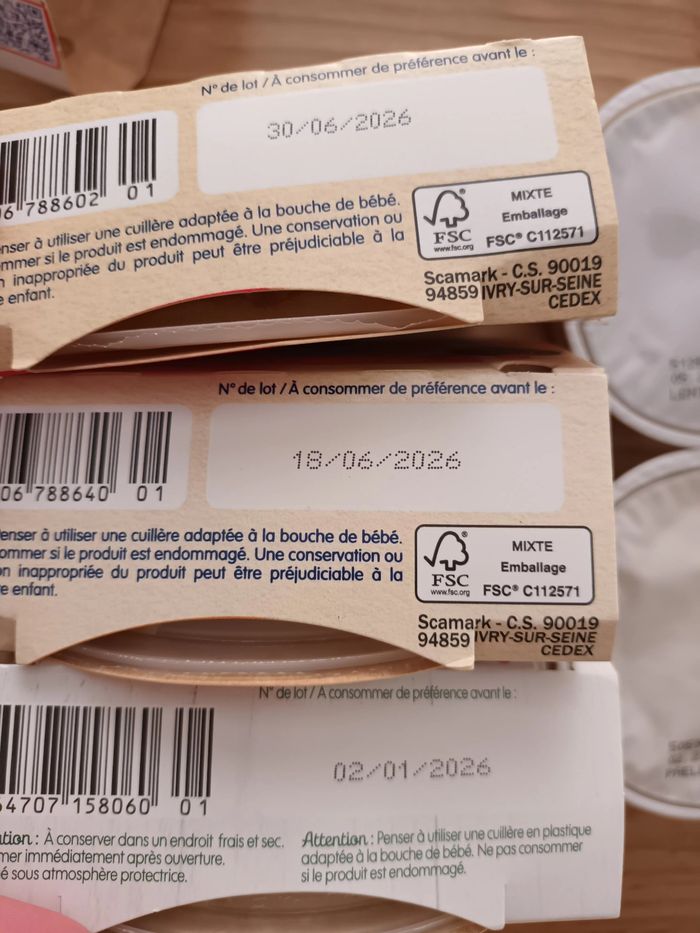 N° de lot / À consommer de préférence avant le :
30/06/2026
6 788602 01
enser à utiliser une cuillère adaptée à la bouche de bébé.
mmer si le produit est endommagé. Une conservation ou
n inappropriée du produit peut être préjudiciable à la
e enfant.
FSC
www.fsc.org
MIXTE
Emballage
FSC® C112571
Scamark - C.S. 90019
94859 IVRY-SUR-SEINE
CEDEX
N° de lot / À consommer de préférence avant le :
18/06/2026
06 788640 01
enser à utiliser une cuillère adaptée à la bouche de bébé.
ommer si le produit est endommagé. Une conservation ou
on inappropriée du produit peut être préjudiciable à la
e enfant.
FSC
www.fsc.org
MIXTE
Emballage
FSC® C112571
Scamark - C.S. 90019
94859 IVRY-SUR-SEINE
CEDEX
N° de lot / À consommer de préférence avant le :
02/01/2026
64707 158060 01
tion : À conserver dans un endroit frais et sec.
mer immédiatement après ouverture.
é sous atmosphère protectrice.
Attention : Penser à utiliser une cuillère en plastique
adaptée à la bouche de bébé. Ne pas consommer
si le produit est endommagé.